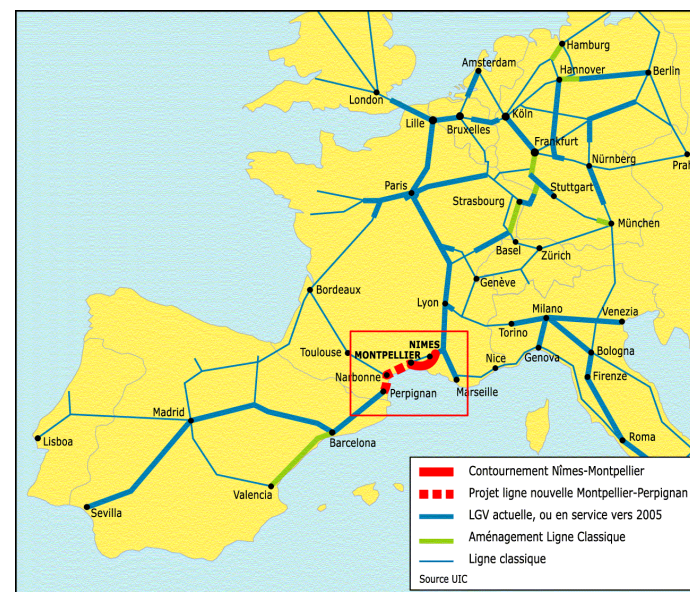 Hamburg
Amsterdam
Hannover
Berlin
London
Lille
Bruxelles
Köln
Frankfurt
Prah
Nürnberg
Paris
Strasbourg
Stuttgart
München
Basel
Zürich
Genève
Bordeaux
Lyon
Milano
Venezia
Torino
NIMES
MONTPELLIER
Toulouse
Nice
Genova
Bologna
Narbonne
Perpignan
Marseille
Firenze
Madrid
Lisboa
Barcelona
Roma
Valencia
Sevilla
Contournement Nîmes-Montpellier
Projet ligne nouvelle Montpellier-Perpignan
LGV actuelle, ou en service vers 2005
Aménagement Ligne Classique
Ligne classique
Source UIC